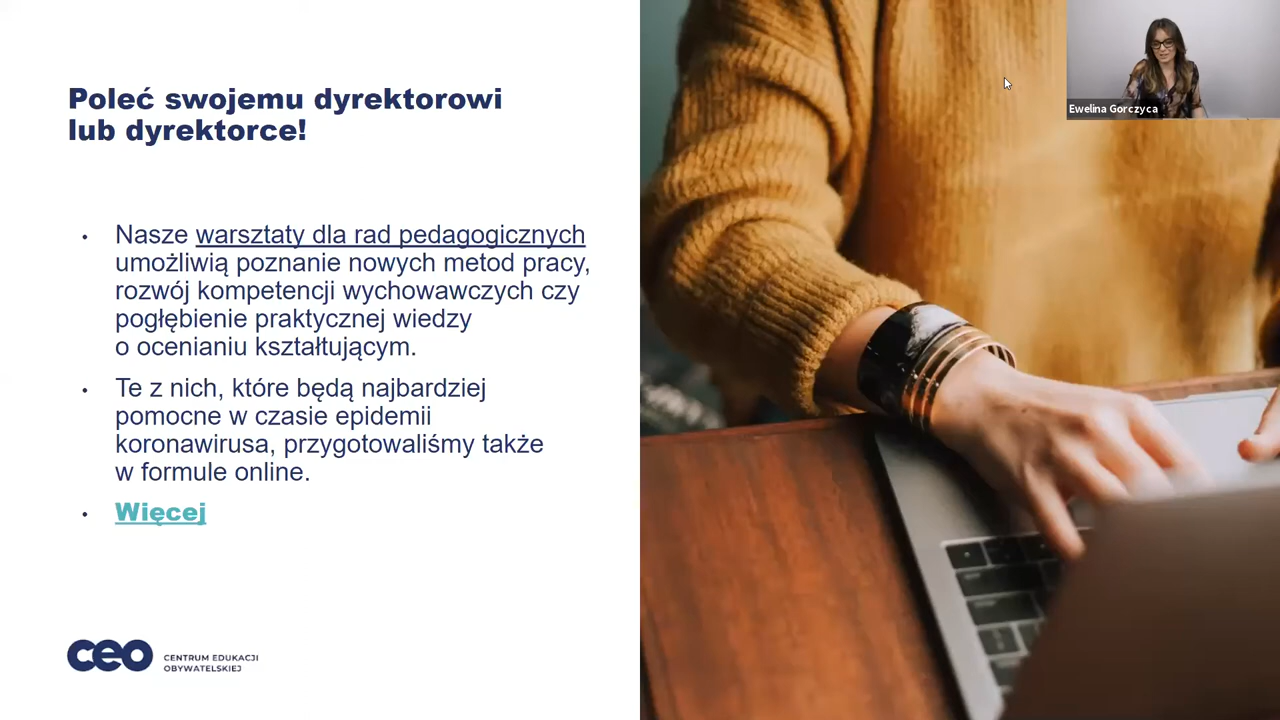 Poleć swojemu dyrektorowi
lub dyrektorce!
Nasze warsztaty dla rad pedagogicznych
umożliwią poznanie nowych metod pracy,
rozwój kompetencji wychowawczych czy
pogłębienie praktycznej wiedzy
o ocenianiu kształtującym.
Te z nich, które będą najbardziej
pomocne w czasie epidemii
koronawirusa, przygotowaliśmy także
w formule online.
Więcej
ceo CENTRUM EDUKACJI
OBYWATELSKIEJ
Ewelina Gorczyca